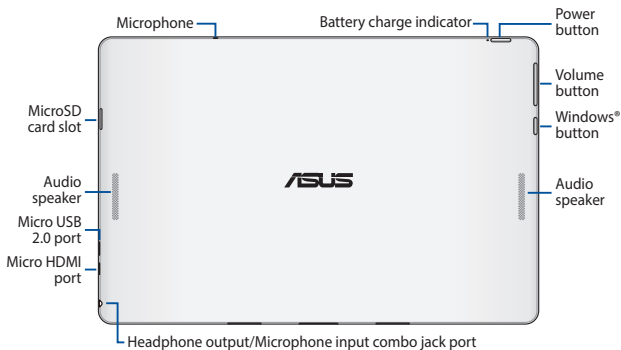 Microphone
Battery charge indicator
Power
button
Volume
button
MicroSD
card slot
Windows®
button
ASUS
Audio
speaker
Audio
speaker
Micro USB
2.0 port
Micro HDMI
port
Headphone output/Microphone input combo jack port